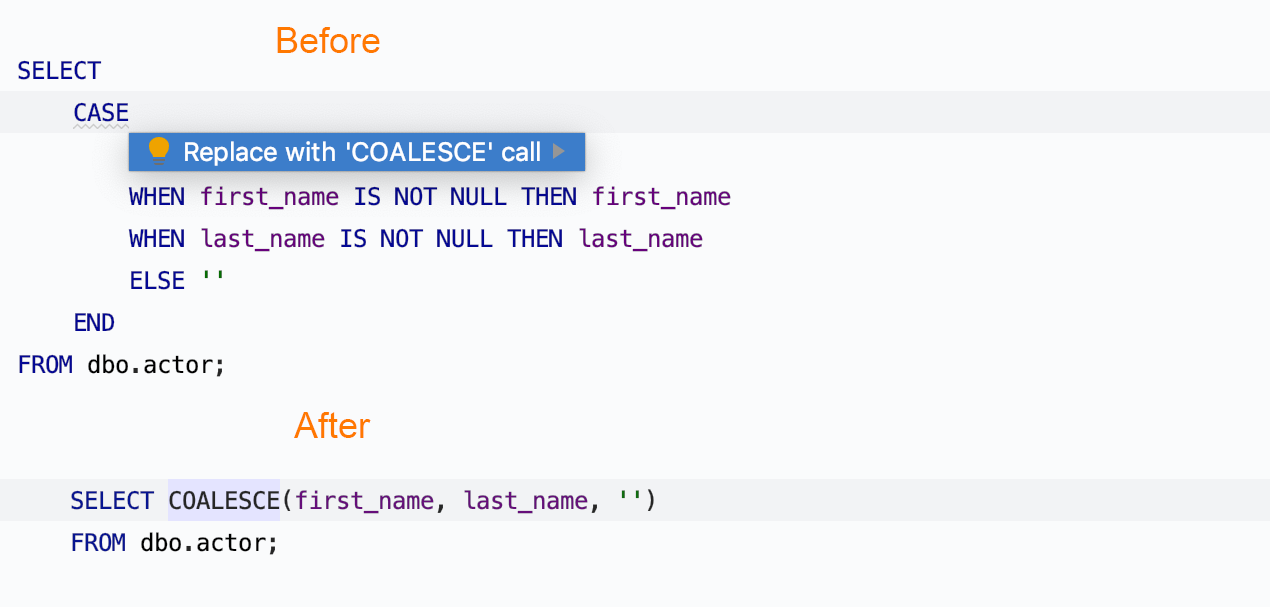 Before
SELECT
CASE
Replace with 'COALESCE' call
WHEN first_name IS NOT NULL THEN first_name
WHEN last_name IS NOT NULL THEN last_name
ELSE ''
END
FROM dbo.actor;
After
SELECT COALESCE(first_name, last_name, '')
FROM dbo.actor;